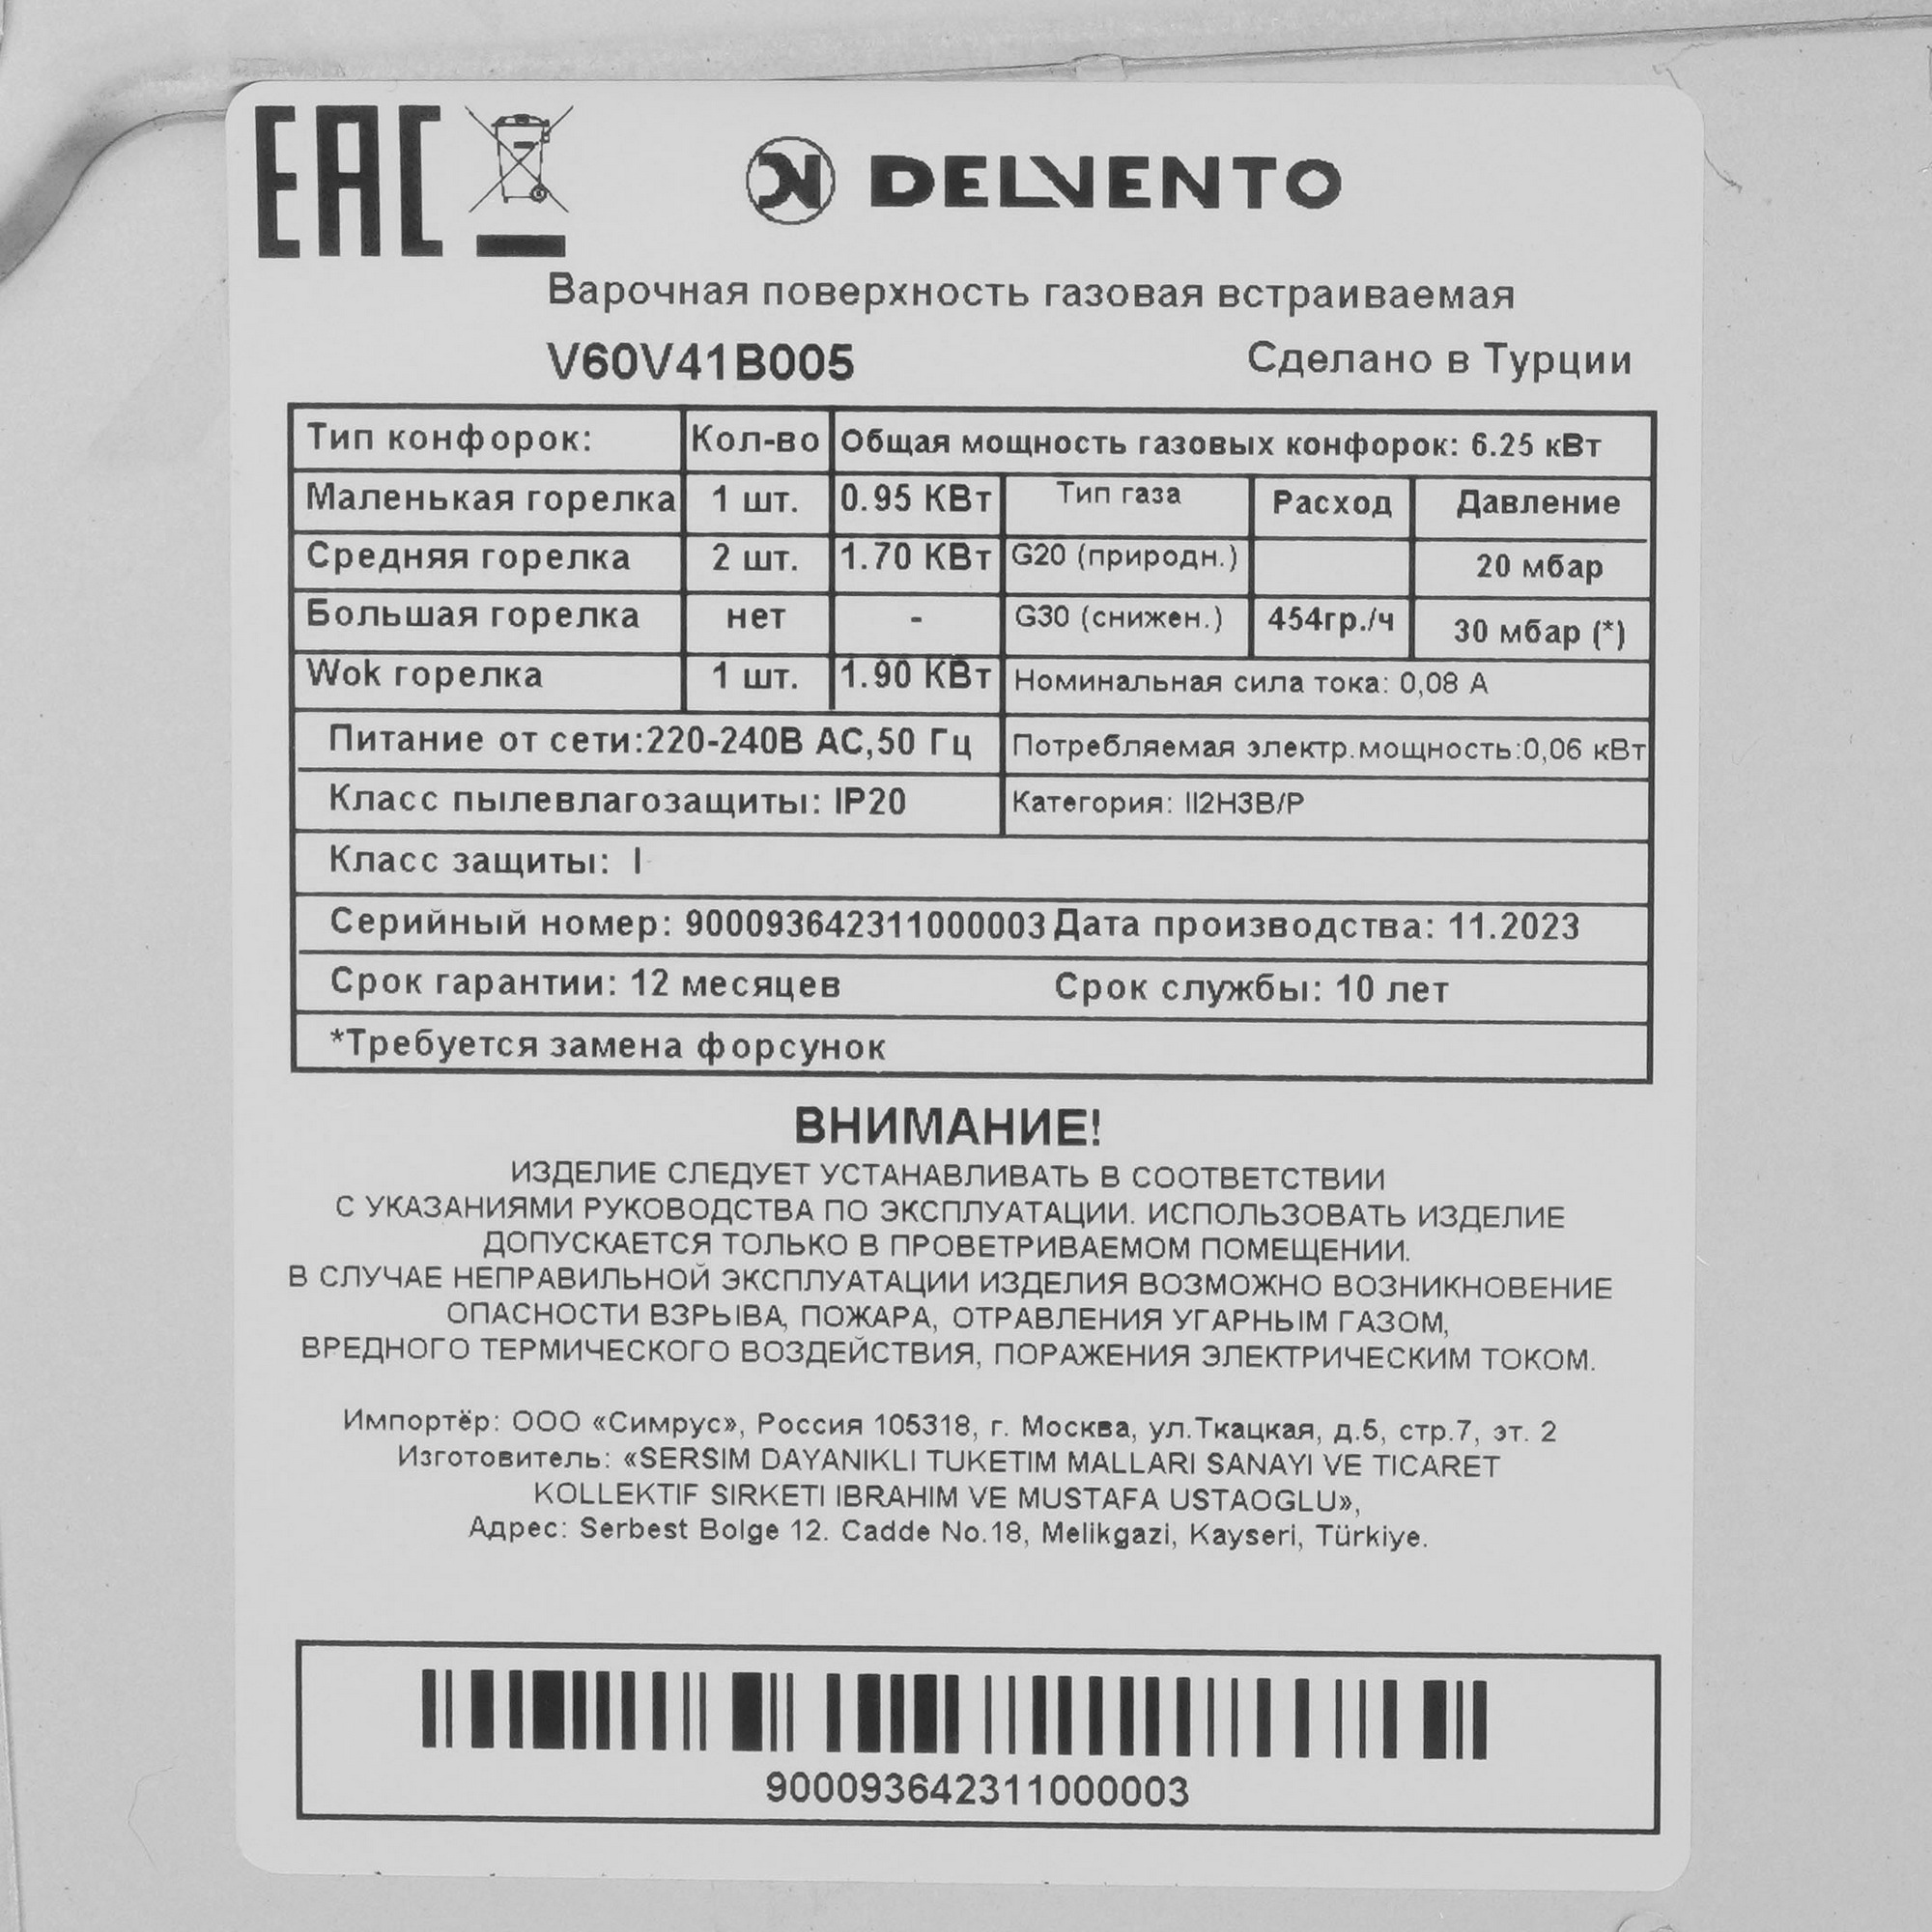 EAC
DELVENTO
Варочная поверхность газовая встраиваемая
V60V41B005 Сделано в Турции
Тип конфорок: Кол-во Общая мощность газовых конфорок: 6.25 кВт
Маленькая горелка 1 шт. 0.95 КВт Тип газа Расход Давление
Средняя горелка 2 шт. 1.70 КВт G20 (природн.) 20 мбар
Большая горелка нет - G30 (снижен.) 454гр./ч 30 мбар (*)
Wok горелка 1 шт. 1.90 КВт Номинальная сила тока: 0,08 А
Питание от сети:220-240В АС,50 Гц Потребляемая электр.мощность:0,06 кВт
Класс пылевлагозащиты: IP20 Категория: II2H3B/P
Класс защиты: I
Серийный номер: 900093642311000003 Дата производства: 11.2023
Срок гарантии: 12 месяцев Срок службы: 10 лет
*Требуется замена форсунок
ВНИМАНИЕ!
ИЗДЕЛИЕ СЛЕДУЕТ УСТАНАВЛИВАТЬ В СООТВЕТСТВИИ
С УКАЗАНИЯМИ РУКОВОДСТВА ПО ЭКСПЛУАТАЦИИ. ИСПОЛЬЗОВАТЬ ИЗДЕЛИЕ
ДОПУСКАЕТСЯ ТОЛЬКО В ПРОВЕТРИВАЕМОМ ПОМЕЩЕНИИ.
В СЛУЧАЕ НЕПРАВИЛЬНОЙ ЭКСПЛУАТАЦИИ ИЗДЕЛИЯ ВОЗМОЖНО ВОЗНИКНОВЕНИЕ
ОПАСНОСТИ ВЗРЫВА, ПОЖАРА, ОТРАВЛЕНИЯ УГАРНЫМ ГАЗОМ,
ВРЕДНОГО ТЕРМИЧЕСКОГО ВОЗДЕЙСТВИЯ, ПОРАЖЕНИЯ ЭЛЕКТРИЧЕСКИМ ТОКОМ.
Импортёр: ООО «Симрус», Россия 105318, г. Москва, ул.Ткацкая, д.5, стр.7, эт. 2
Изготовитель: «SERSIM DAYANIKLI TUKETIM MALLARI SANAYI VE TICARET
KOLLEKTIF SIRKETI IBRAHIM VE MUSTAFA USTAOGLU»,
Адрес: Serbest Bolge 12. Cadde No.18, Melikgazi, Kayseri, Türkiye.
900093642311000003